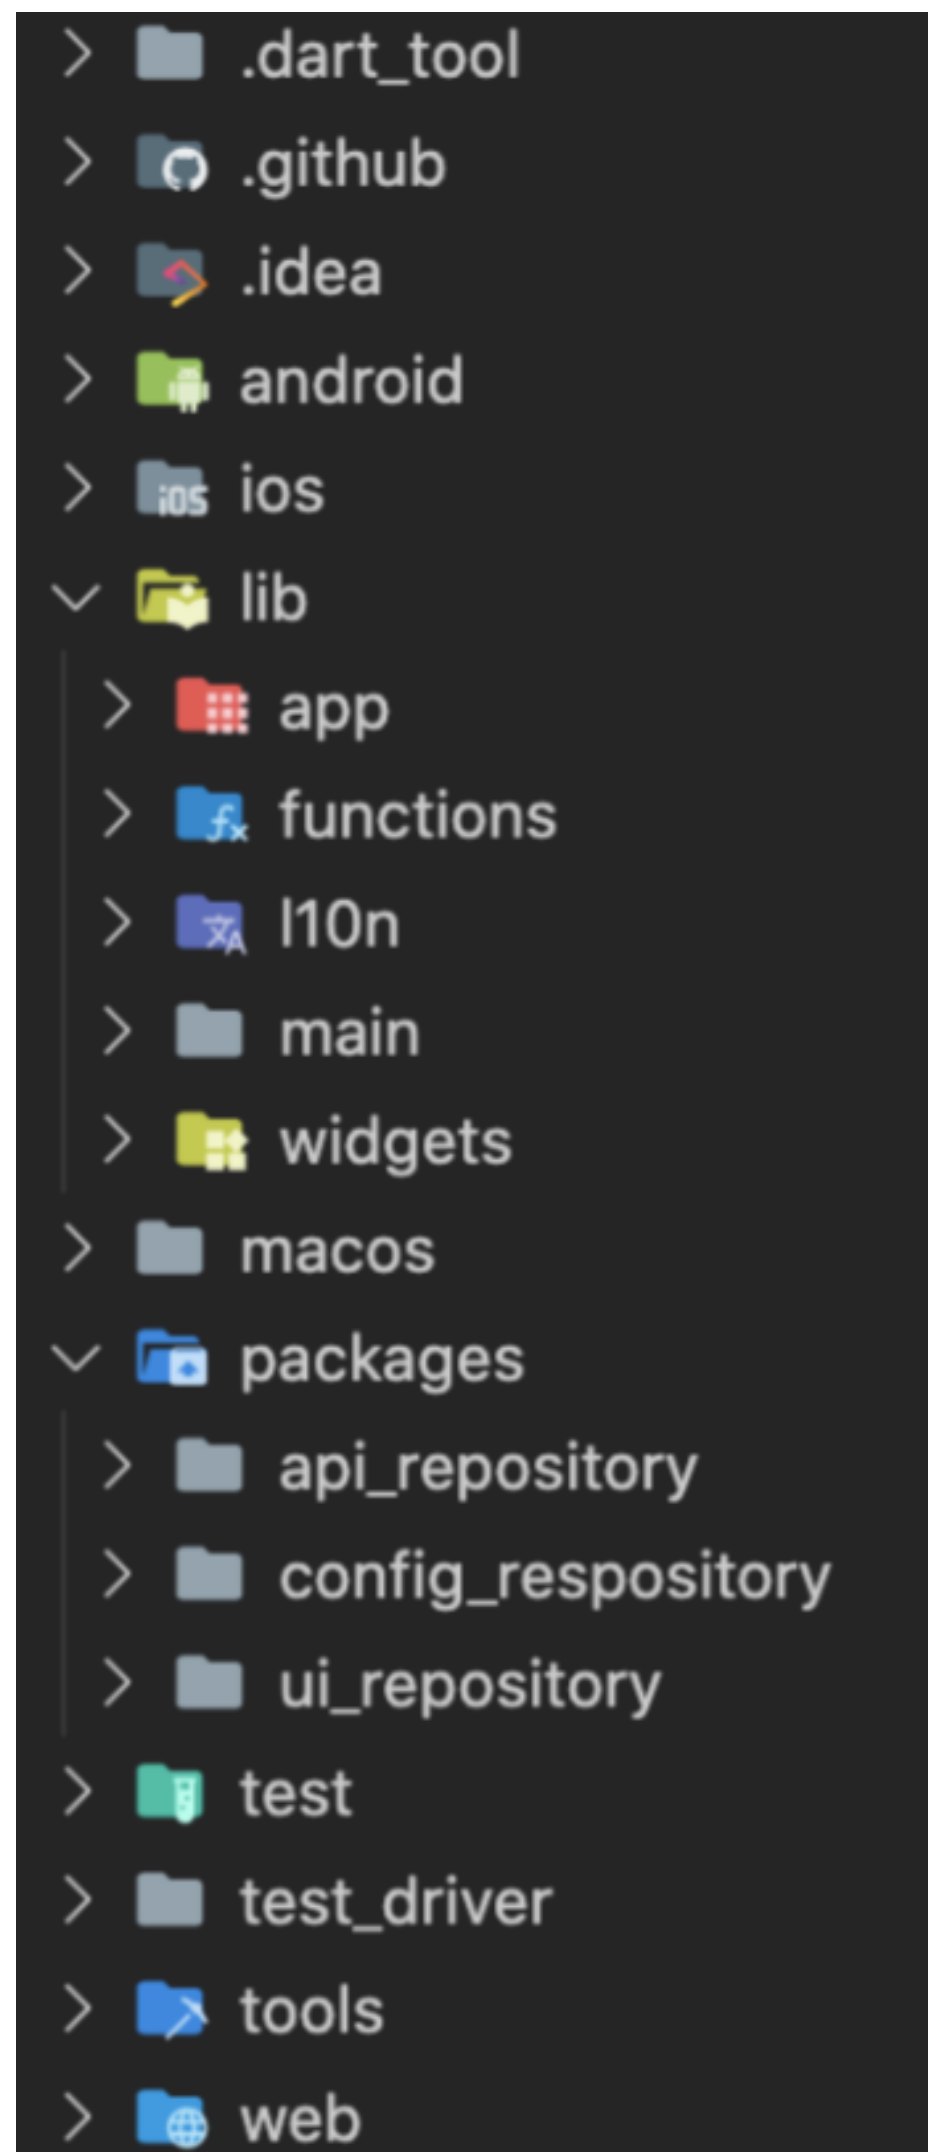 .dart_tool
.github
.idea
android
iOS ios
lib
app
functions
l10n
main
widgets
macos
packages
api_repository
config_respository
ui_repository
test
test_driver
tools
web